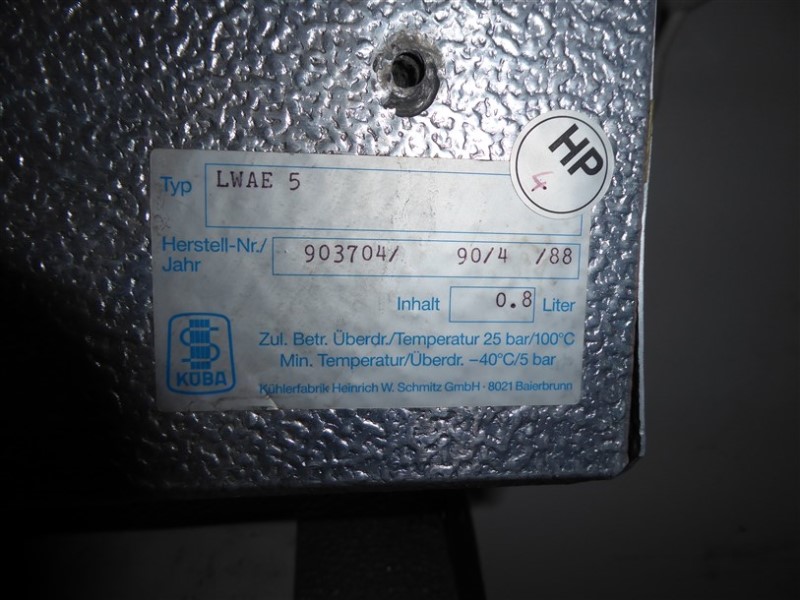 HP
4.
Typ LWAE 5
Herstell-Nr./ Jahr 903704/ 90/4 /88
Inhalt 0.8 Liter
Zul. Betr. Überdr./Temperatur 25 bar/100°C
Min. Temperatur/Überdr. -40°C/5 bar
KÜBA
Kühlerfabrik Heinrich W. Schmitz GmbH · 8021 Baierbrunn